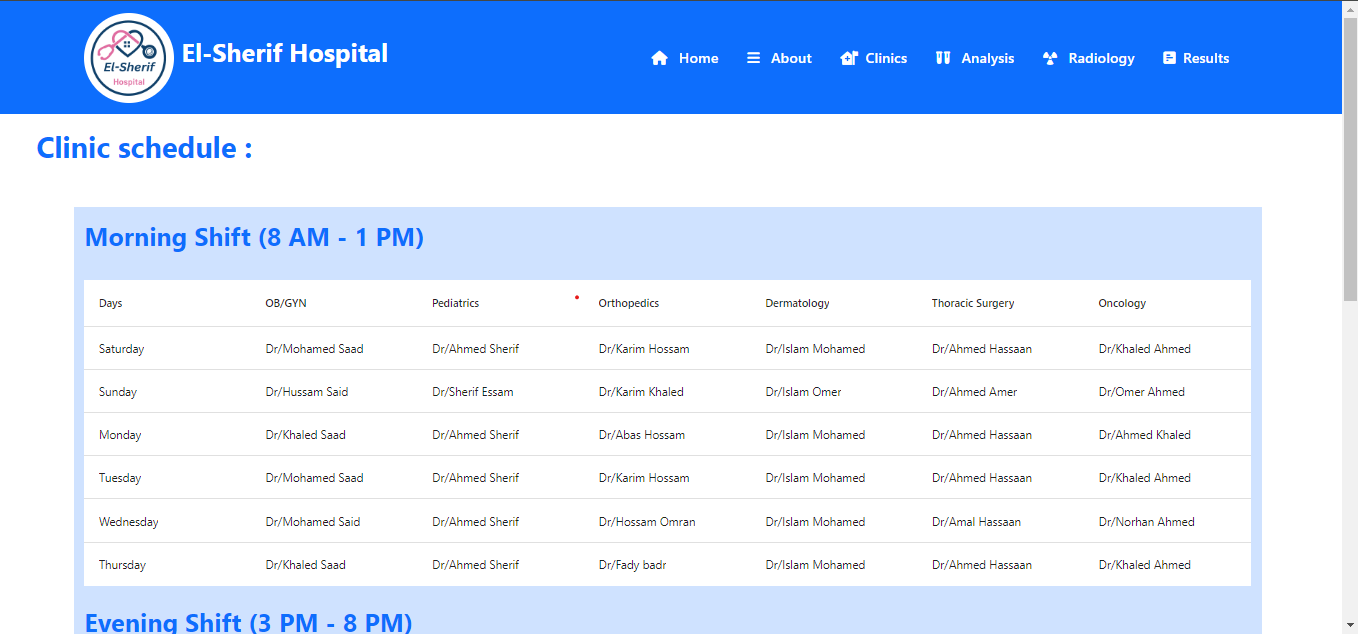 El-Sherif
Hospital
El-Sherif Hospital
Home About Clinics Analysis Radiology Results
Clinic schedule :
Morning Shift (8 AM - 1 PM)
Days OB/GYN Pediatrics Orthopedics Dermatology Thoracic Surgery Oncology
Saturday Dr/Mohamed Saad Dr/Ahmed Sherif Dr/Karim Hossam Dr/Islam Mohamed Dr/Ahmed Hassaan Dr/Khaled Ahmed
Sunday Dr/Hussam Said Dr/Sherif Essam Dr/Karim Khaled Dr/Islam Omer Dr/Ahmed Amer Dr/Omer Ahmed
Monday Dr/Khaled Saad Dr/Ahmed Sherif Dr/Abas Hossam Dr/Islam Mohamed Dr/Ahmed Hassaan Dr/Ahmed Khaled
Tuesday Dr/Mohamed Saad Dr/Ahmed Sherif Dr/Karim Hossam Dr/Islam Mohamed Dr/Ahmed Hassaan Dr/Khaled Ahmed
Wednesday Dr/Mohamed Said Dr/Ahmed Sherif Dr/Hossam Omran Dr/Islam Mohamed Dr/Amal Hassaan Dr/Norhan Ahmed
Thursday Dr/Khaled Saad Dr/Ahmed Sherif Dr/Fady badr Dr/Islam Mohamed Dr/Ahmed Hassaan Dr/Khaled Ahmed
Evening Shift (3 PM - 8 PM)